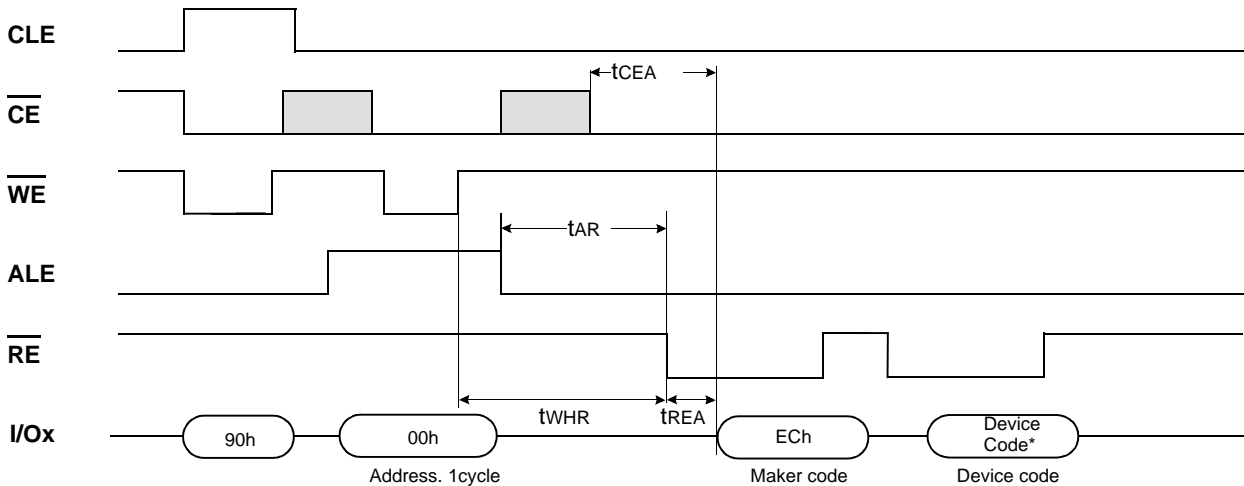 CLE
tCEA
CE
WE
tAR
ALE
RE
tWHR
tREA
I/Ox
90h
00h
ECh
Device
Code*
Address. 1cycle
Maker code
Device code